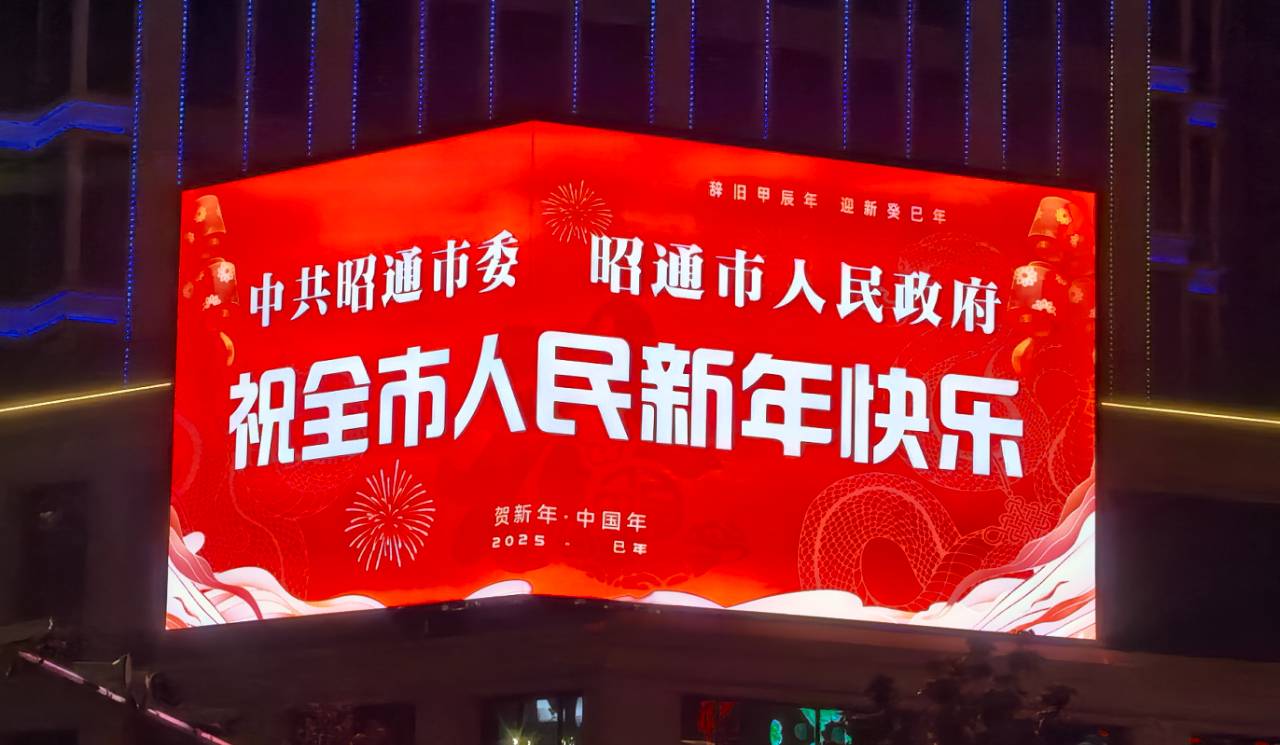 辞旧甲辰年 迎新癸巳年
中共昭通市委 昭通市人民政府
祝全市人民新年快乐
贺新年·中国年
2025 . 巳年